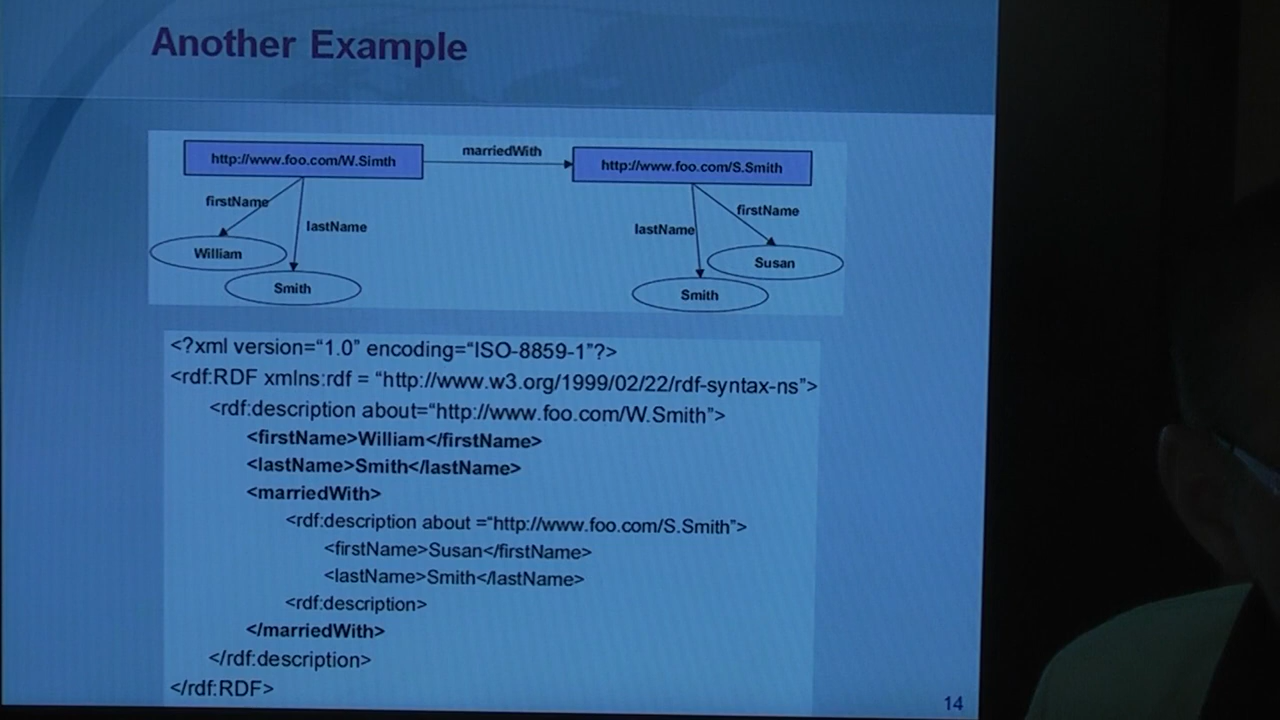 Another Example
http://www.foo.com/W.Simth
marriedWith
http://www.foo.com/S.Smith
firstName
lastName
lastName
firstName
William
Smith
Susan
Smith
<?xml version=“1.0” encoding=“ISO-8859-1”?>
<rdf:RDF xmlns:rdf = “http://www.w3.org/1999/02/22/rdf-syntax-ns”>
<rdf:description about=“http://www.foo.com/W.Smith”>
<firstName>William</firstName>
<lastName>Smith</lastName>
<marriedWith>
<rdf:description about =“http://www.foo.com/S.Smith”>
<firstName>Susan</firstName>
<lastName>Smith</lastName>
<rdf:description>
</marriedWith>
</rdf:description>
</rdf:RDF>
14